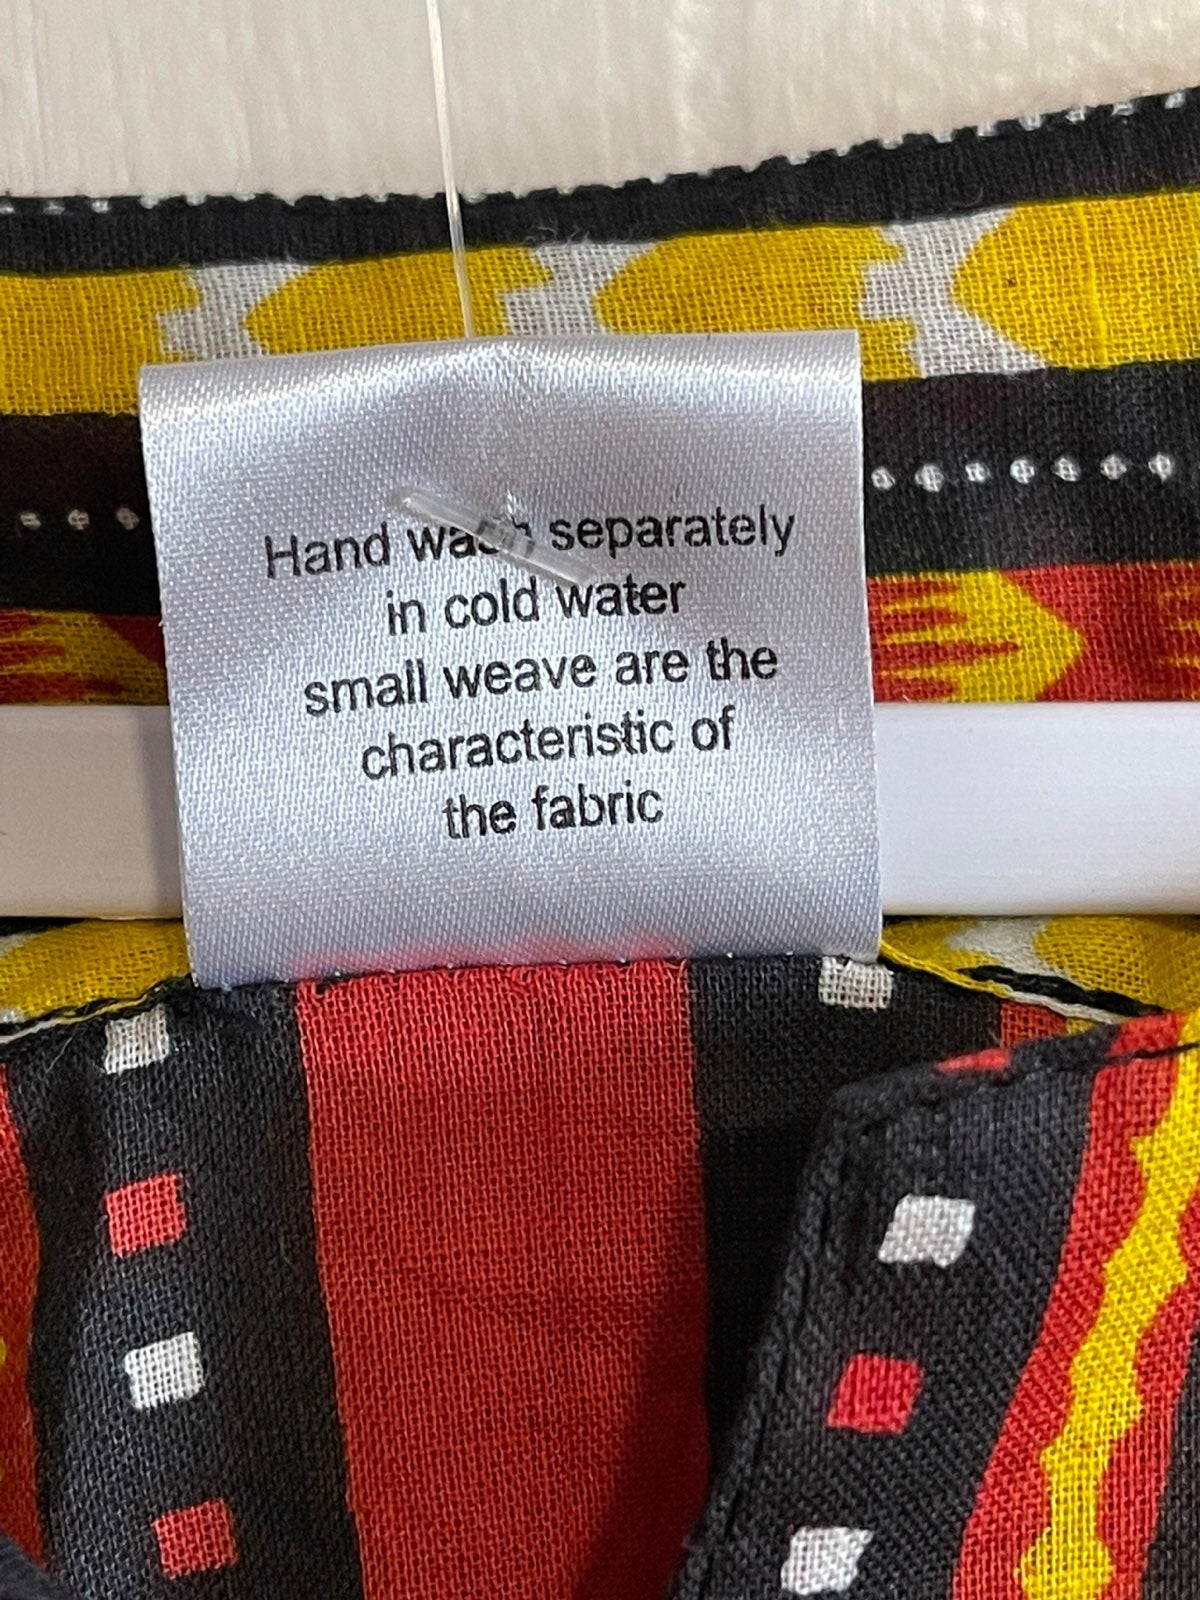 Hand wash separately
in cold water
small weave are the
characteristic of
the fabric